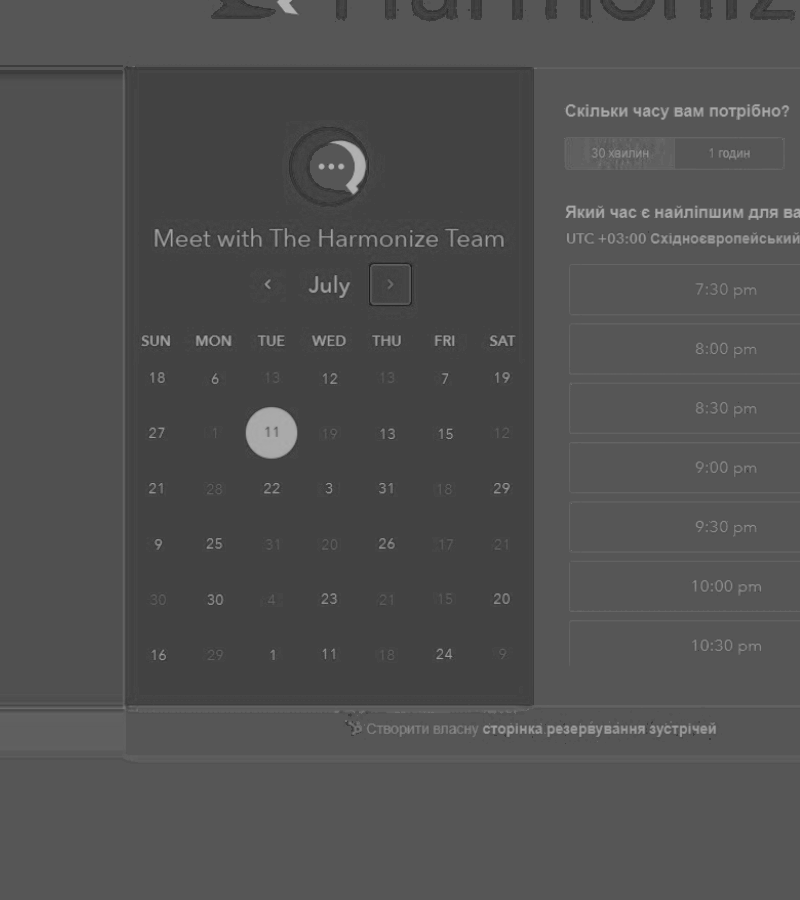 Harmoniz
Meet with The Harmonize Team
July
SUN MON TUE WED THU FRI SAT
18 6 13 12 13 7 19
27 1 11 19 13 15 12
21 28 22 3 31 18 29
9 25 31 20 26 17 21
30 30 4 23 21 15 20
16 29 1 11 18 24 9
Скільки часу вам потрібно?
30 хвилин 1 годин
Який час є найліпшим для ва
UTC +03:00 Східноєвропейський
7:30 pm
8:00 pm
8:30 pm
9:00 pm
9:30 pm
10:00 pm
10:30 pm
Створити власну сторінка резервування зустрічей